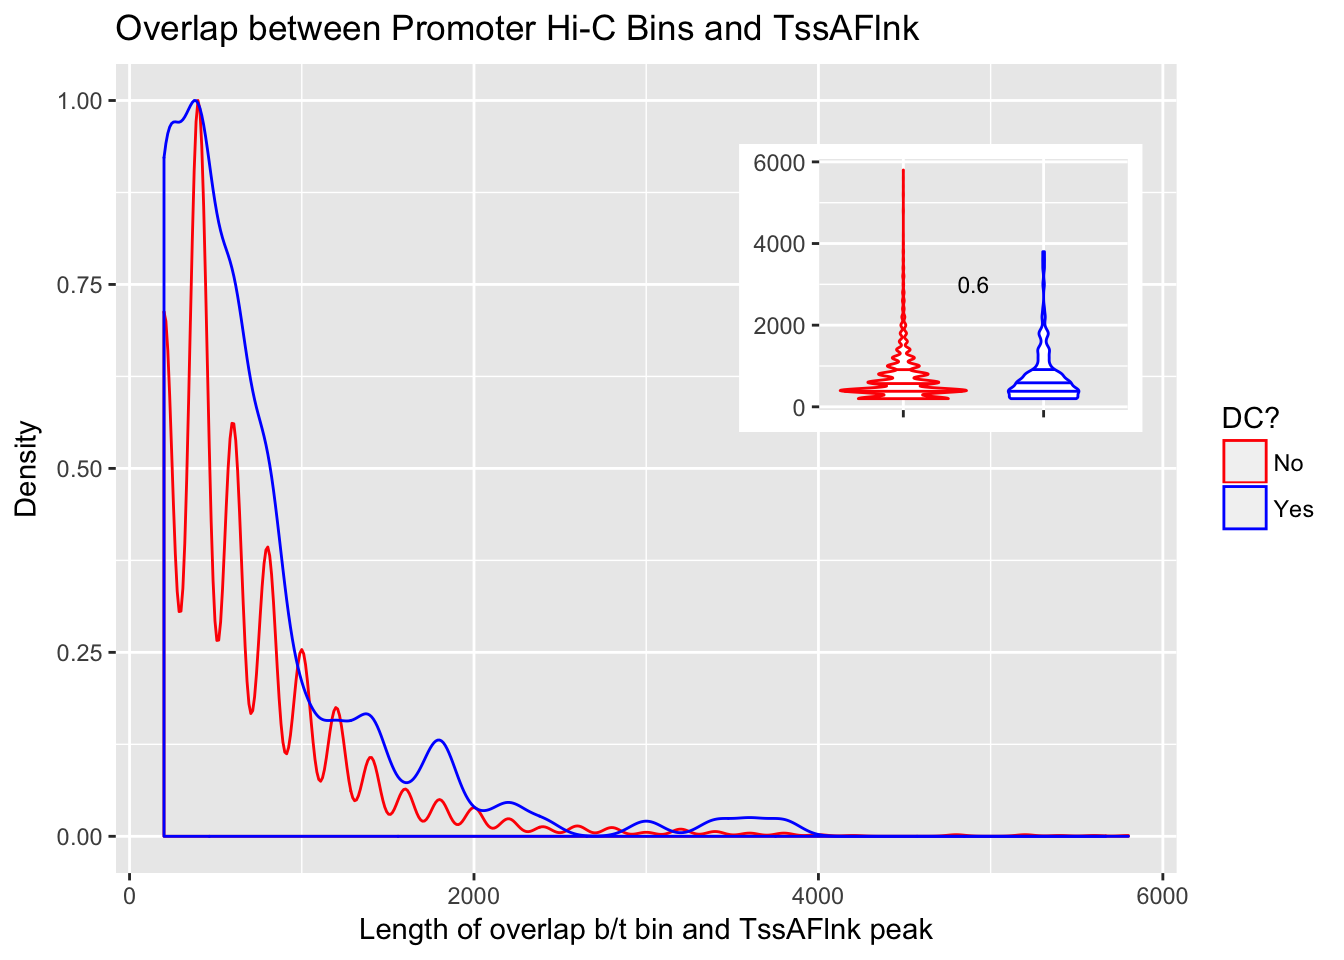 Overlap between Promoter Hi-C Bins and TssAFlnk
1.00
0.75
0.50
0.25
0.00
Density
0
2000
4000
6000
Length of overlap b/t bin and TssAFlnk peak
6000
4000
2000
0
0.6
DC?
No
Yes